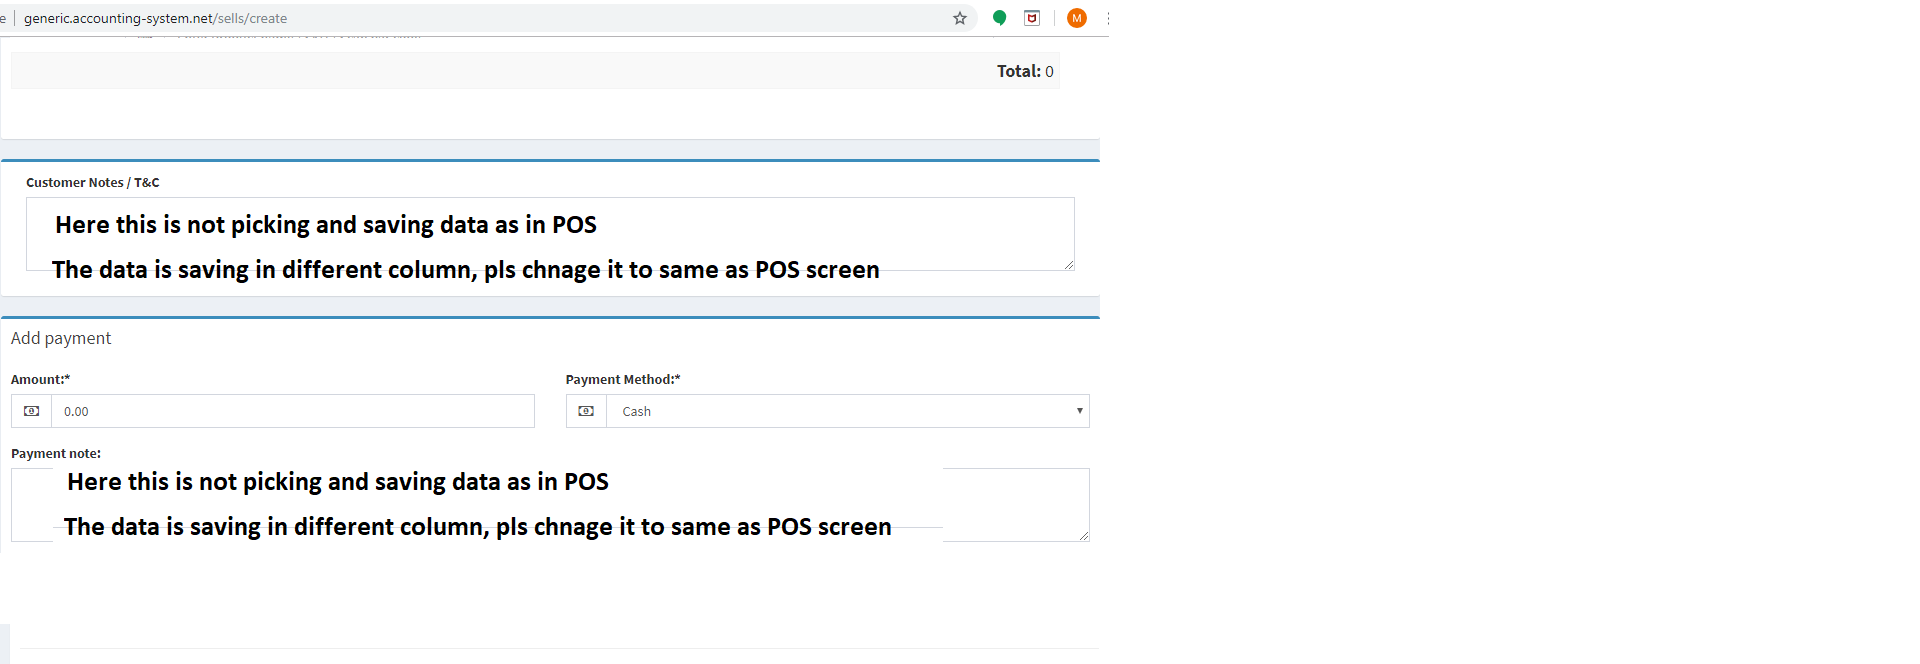 e generic.accounting-system.net/sells/create M
Total: 0
Customer Notes / T&C
Here this is not picking and saving data as in POS
The data is saving in different column, pls chnage it to same as POS screen
Add payment
Amount:* Payment Method:*
0.00 Cash
Payment note:
Here this is not picking and saving data as in POS
The data is saving in different column, pls chnage it to same as POS screen